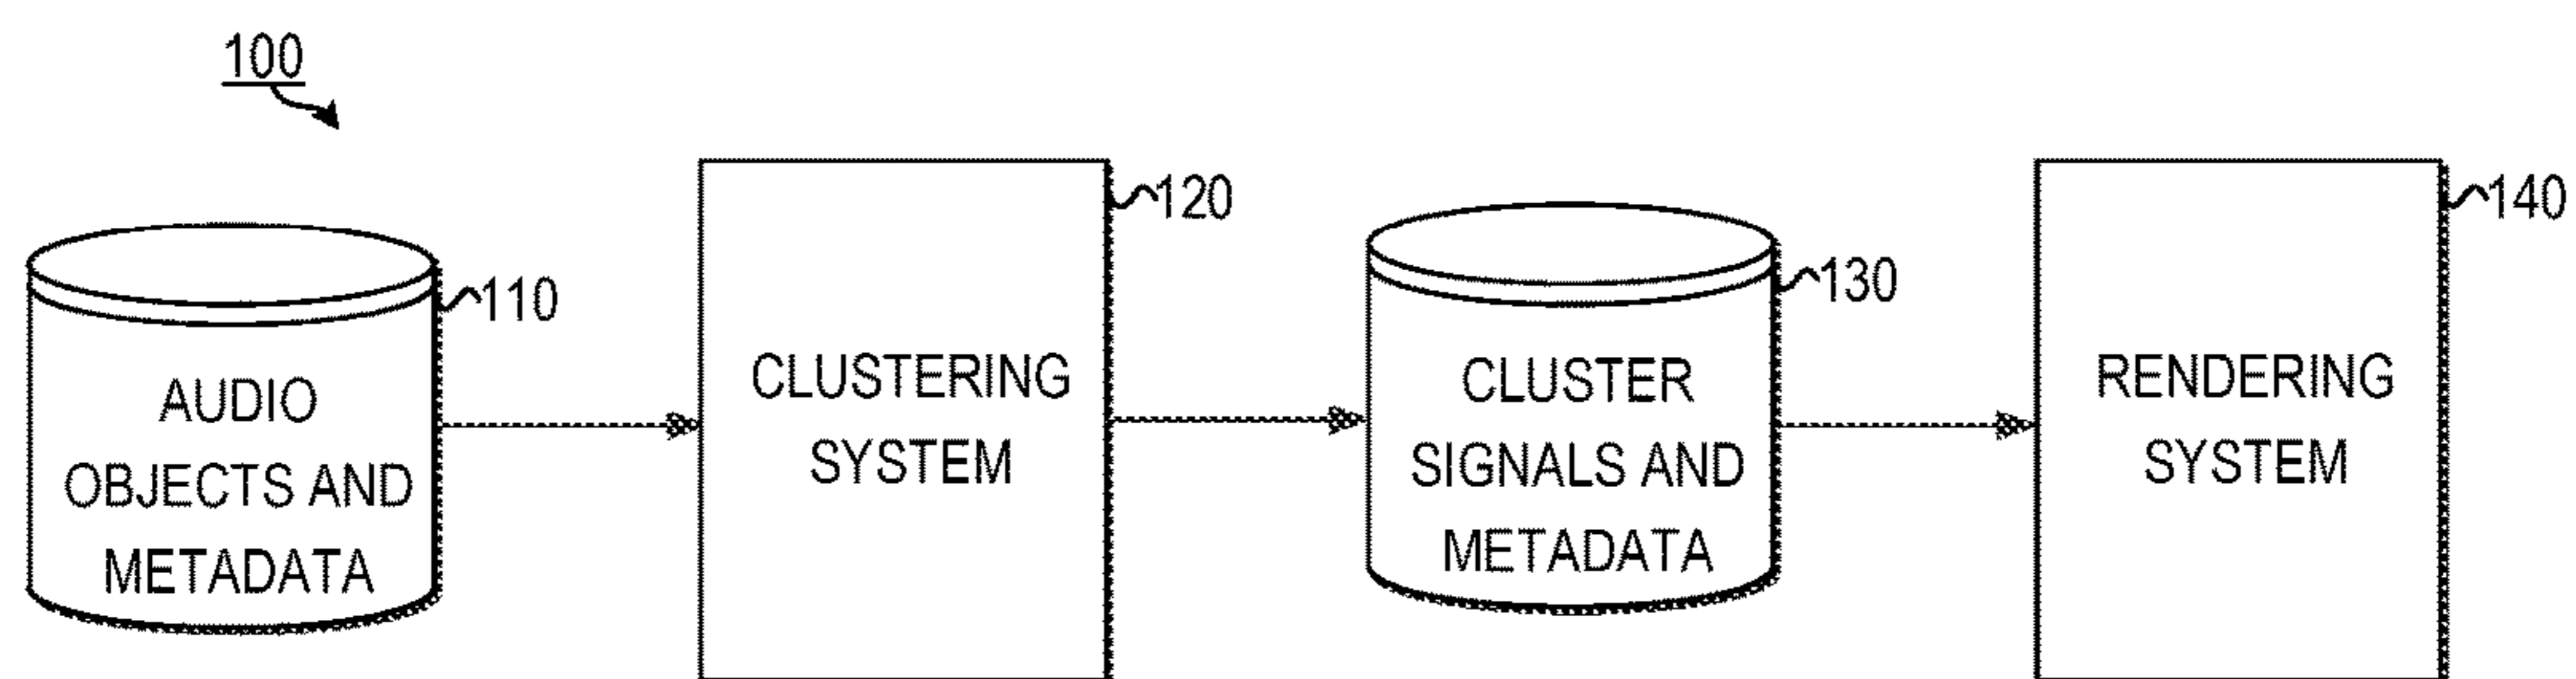 100
AUDIO
OBJECTS AND
METADATA
110
CLUSTERING
SYSTEM
120
CLUSTER
SIGNALS AND
METADATA
130
RENDERING
SYSTEM
140